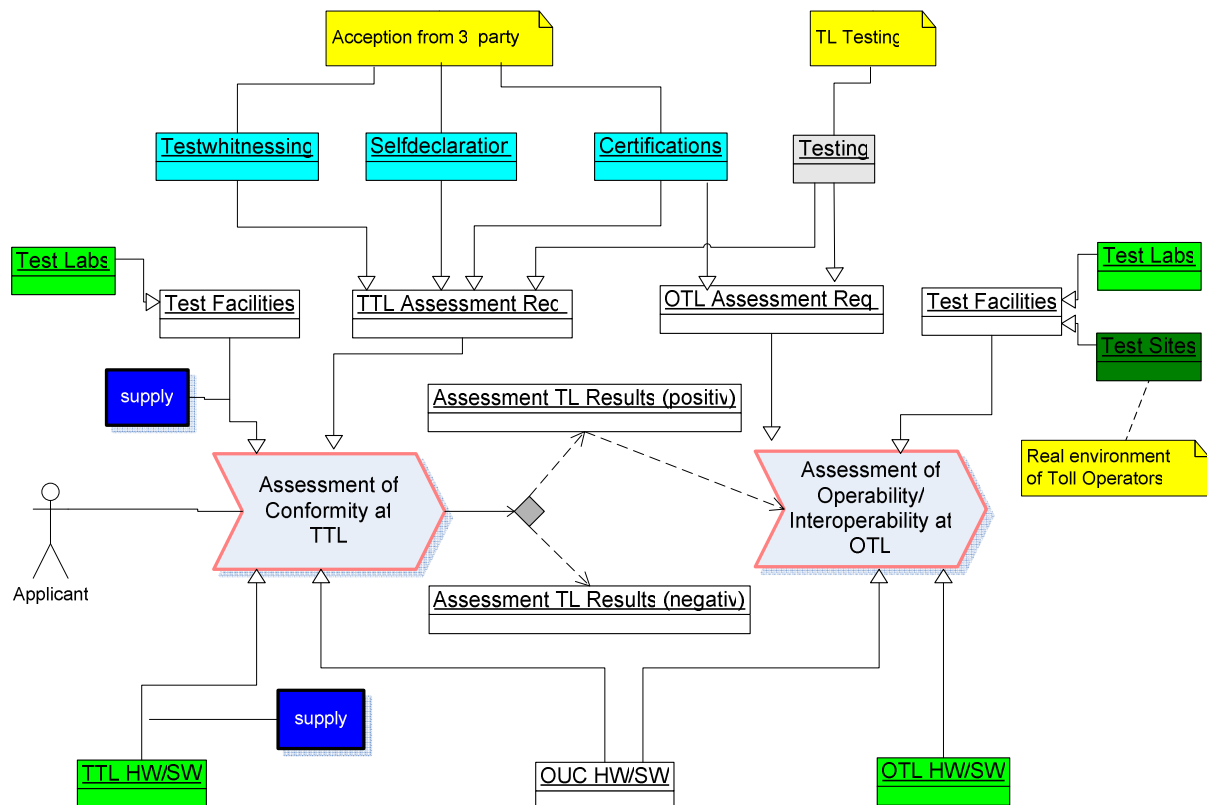 Acception from 3 party
TL Testing
Testwhitnessing
Selfdeclaration
Certifications
Testing
Test Labs
Test Facilities
TTL Assessment Req
OTL Assessment Req
Test Facilities
Test Labs
Test Sites
supply
Assessment TL Results (positiv)
Real environment
of Toll Operators
Assessment of
Conformity at
TTL
Assessment of
Operability/
Interoperability at
OTL
Applicant
Assessment TL Results (negativ)
supply
TTL HW/SW
OUC HW/SW
OTL HW/SW